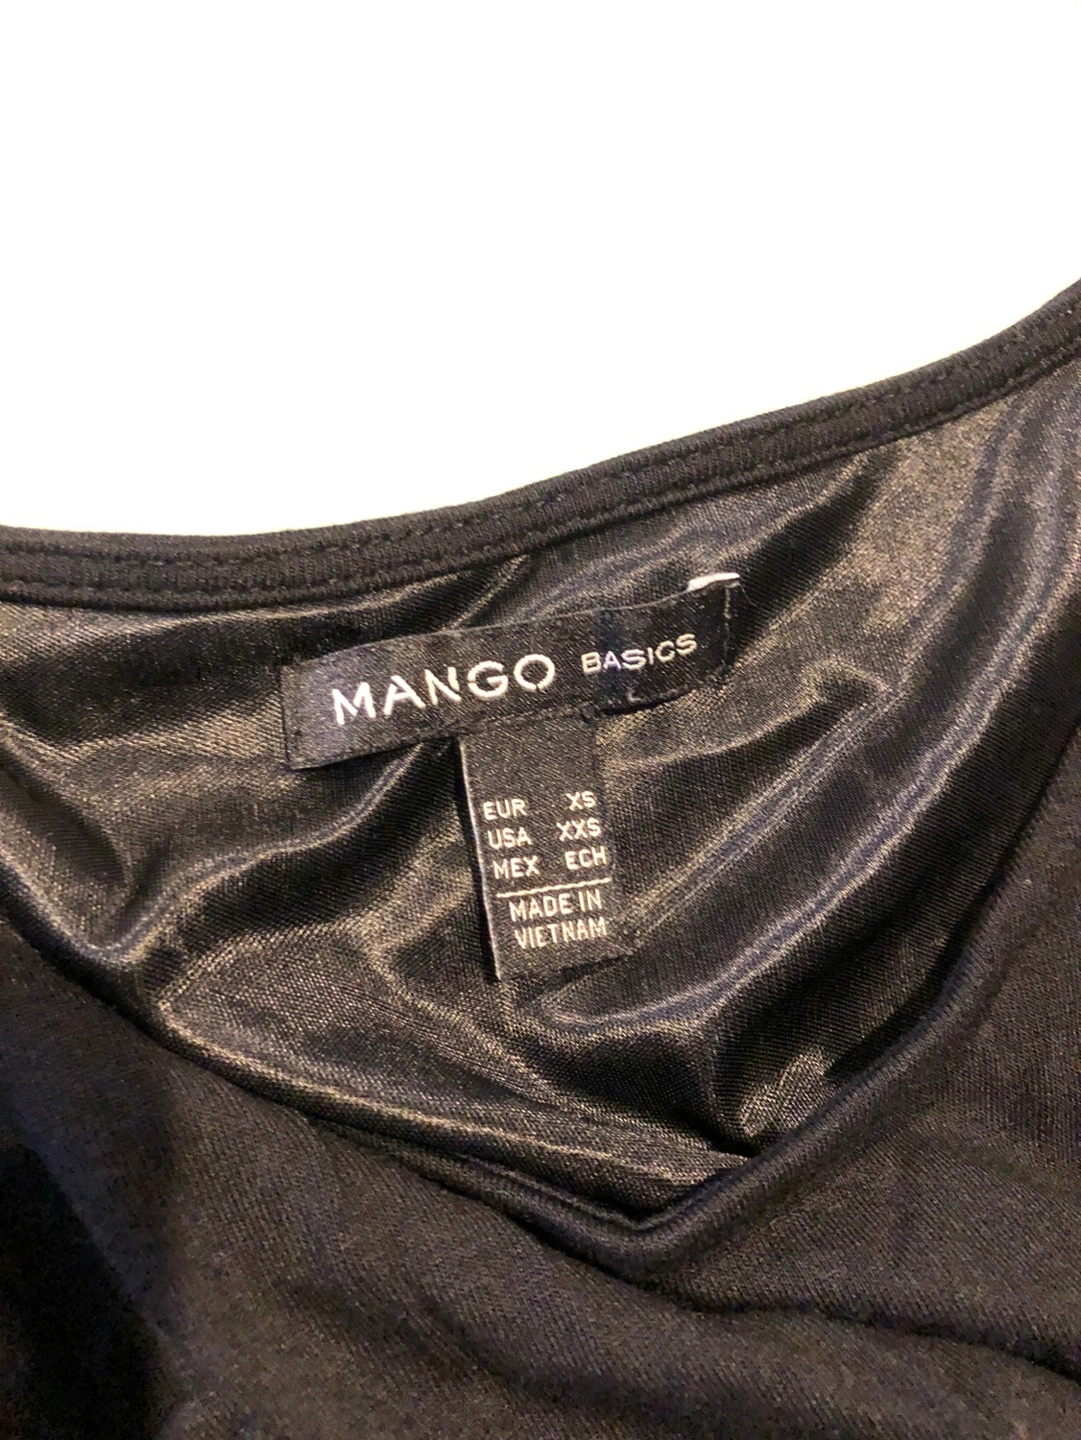 MANGO BASICS
EUR XS
USA XXS
MEX ECH
MADE IN
VIETNAM